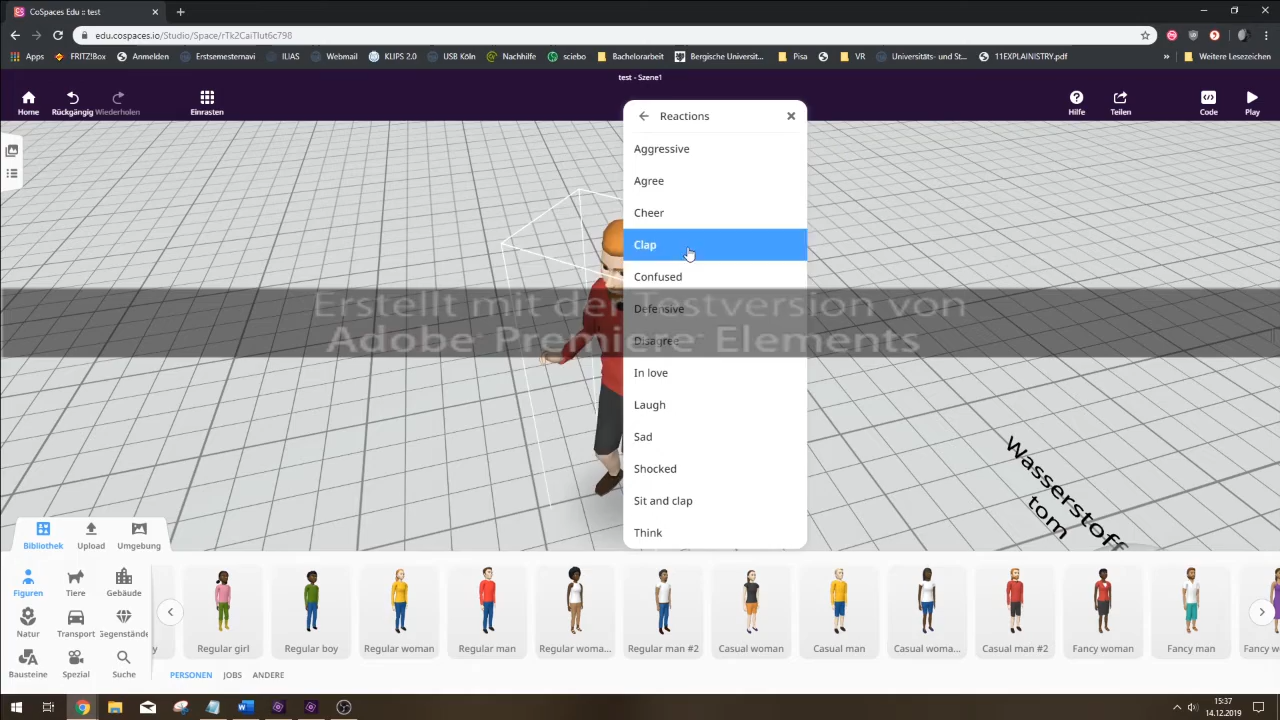 CoSpaces Edu :: test
edu.cospaces.io/Studio/Space/rTk2CaiTIut6c798
Apps FRITZ!Box Anmelden Erstsemesternavi ILIAS Webmail KLIPS 2.0 USB Köln Nachhilfe sciebo Bachelorarbeit Bergische Universit... Pisa VR Universitäts- und St... 11EXPLAINISTRY.pdf » Weitere Lesezeichen
test - Szene1
Home Rückgängig Wiederholen Einrasten Hilfe Teilen Code Play
Reactions
Aggressive
Agree
Cheer
Clap
Confused
Defensive
Disagree
In love
Laugh
Sad
Shocked
Sit and clap
Think
Erstellt mit der Testversion von
Adobe Premiere Elements
Wasserstoff
tom
Bibliothek Upload Umgebung
Figuren Tiere Gebäude
Natur Transport Gegenstände
Bausteine Spezial Suche
y Regular girl Regular boy Regular woman Regular man Regular woma... Regular man #2 Casual woman Casual man Casual woma... Casual man #2 Fancy woman Fancy man Fancy w
PERSONEN JOBS ANDERE
15:37
14.12.2019